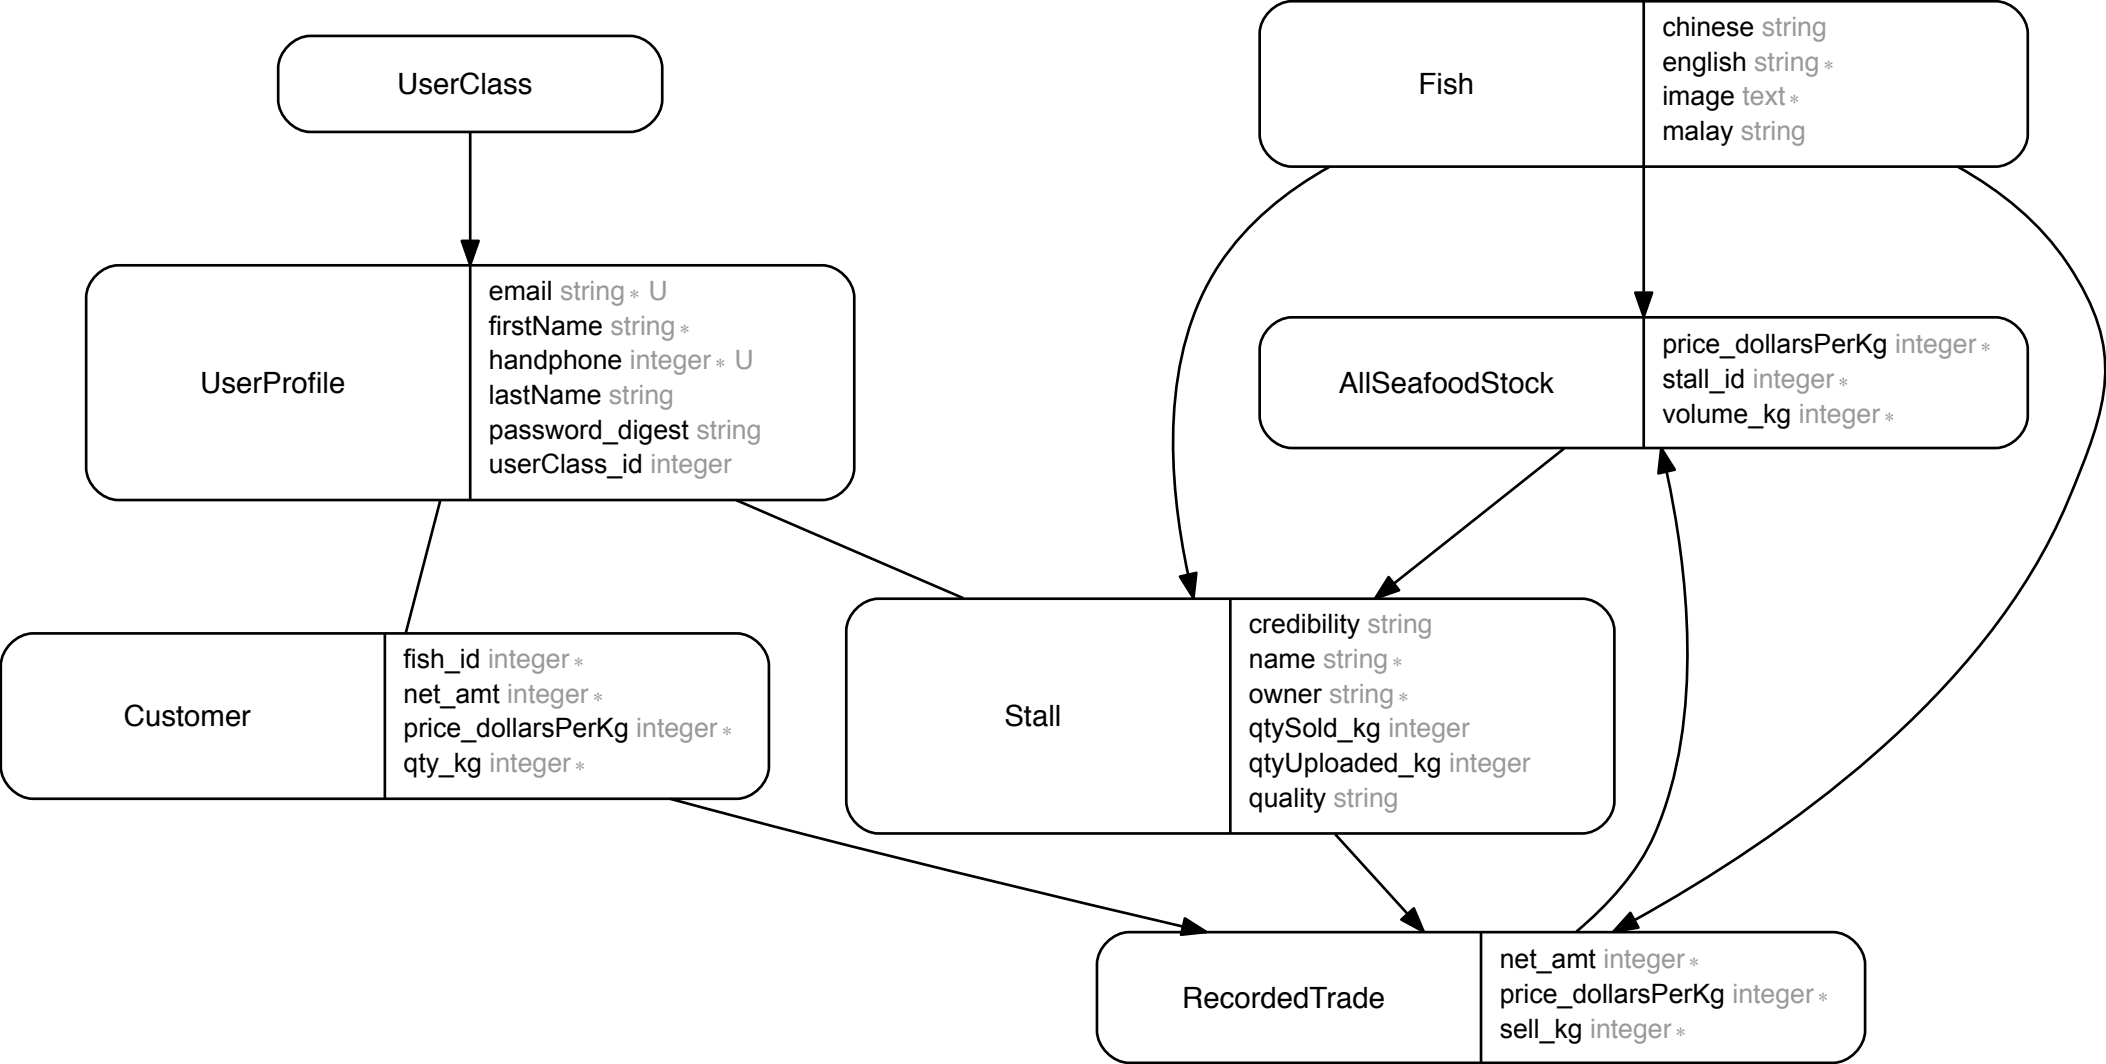 UserClass
Fish
chinese string
english string *
image text *
malay string
UserProfile
email string * U
firstName string *
handphone integer * U
lastName string
password_digest string
userClass_id integer
AllSeafoodStock
price_dollarsPerKg integer *
stall_id integer *
volume_kg integer *
Customer
fish_id integer *
net_amt integer *
price_dollarsPerKg integer *
qty_kg integer *
Stall
credibility string
name string *
owner string *
qtySold_kg integer
qtyUploaded_kg integer
quality string
RecordedTrade
net_amt integer *
price_dollarsPerKg integer *
sell_kg integer *